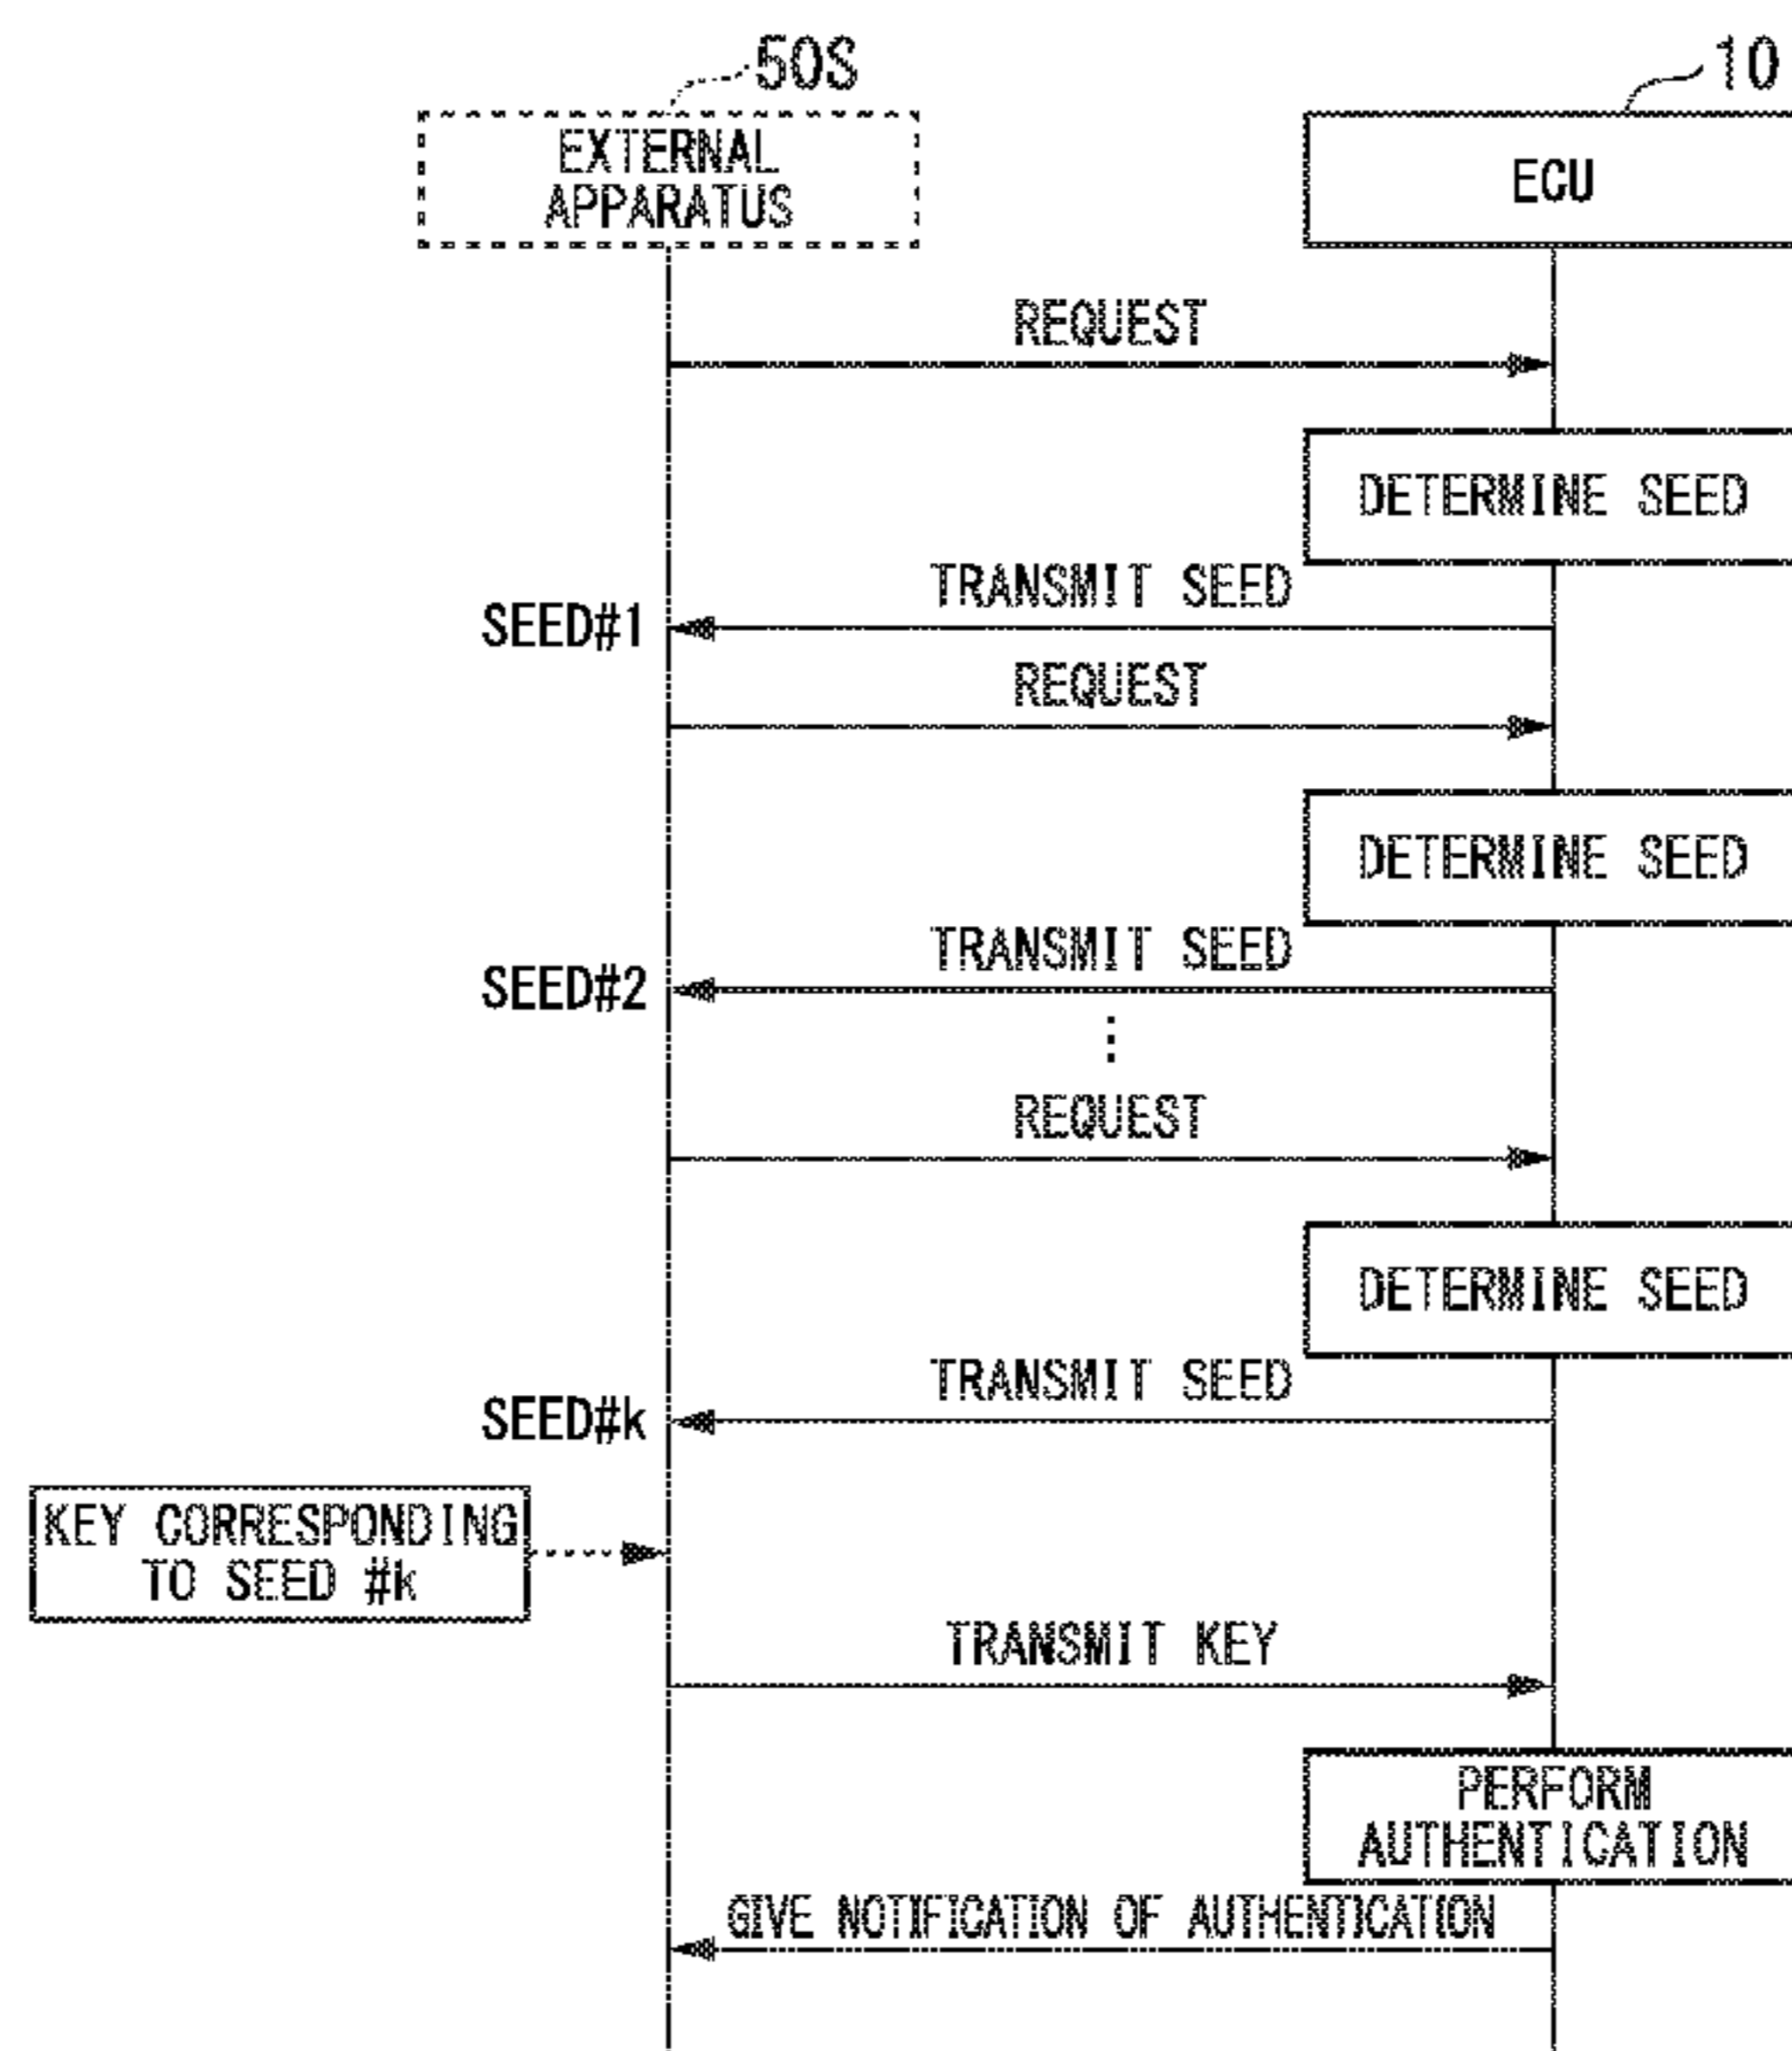 50S
10
EXTERNAL
APPARATUS
ECU
REQUEST
DETERMINE SEED
TRANSMIT SEED
SEED#1
REQUEST
DETERMINE SEED
TRANSMIT SEED
SEED#2
REQUEST
DETERMINE SEED
TRANSMIT SEED
SEED#k
KEY CORRESPONDING
TO SEED #k
TRANSMIT KEY
PERFORM
AUTHENTICATION
GIVE NOTIFICATION OF AUTHENTICATION